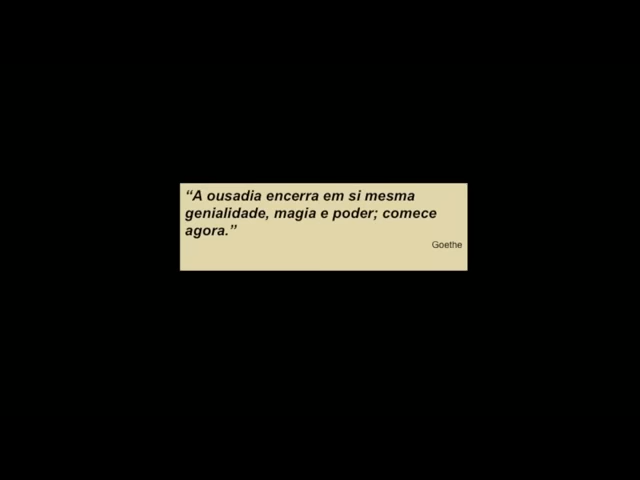 “A ousadia encerra em si mesma
genialidade, magia e poder; comece
agora.”
Goethe